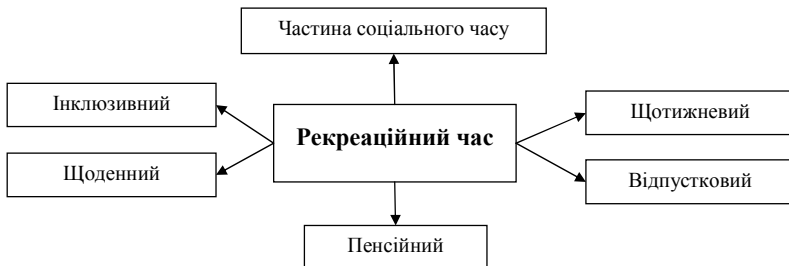 Частина соціального часу
Інклюзивний
Щотижневий
Рекреаційний час
Щоденний
Відпустковий
Пенсійний